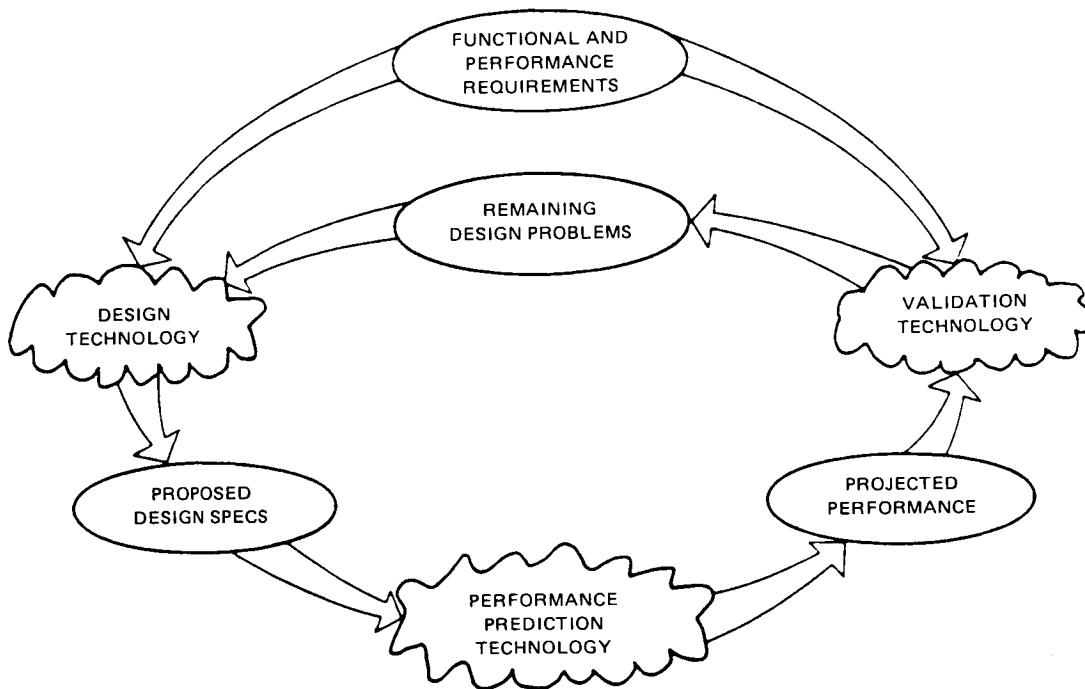 FUNCTIONAL AND
PERFORMANCE
REQUIREMENTS
REMAINING
DESIGN PROBLEMS
DESIGN
TECHNOLOGY
VALIDATION
TECHNOLOGY
PROPOSED
DESIGN SPECS
PROJECTED
PERFORMANCE
PERFORMANCE
PREDICTION
TECHNOLOGY